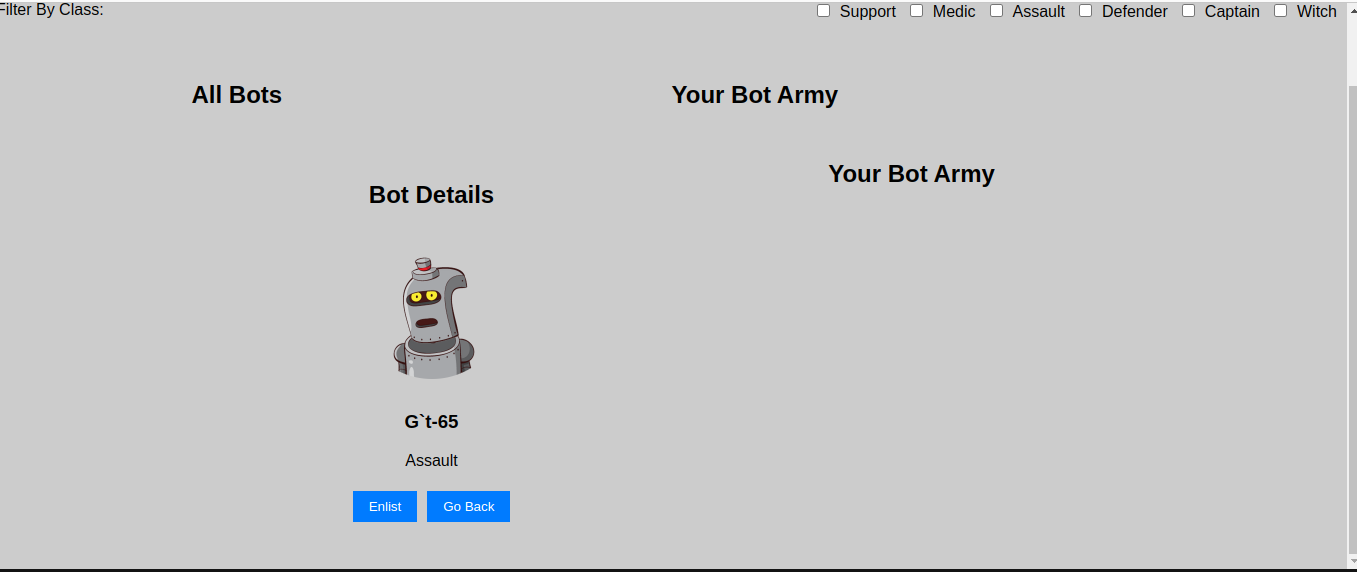 Filter By Class:
Support Medic Assault Defender Captain Witch
All Bots
Your Bot Army
Your Bot Army
Bot Details
G`t-65
Assault
Enlist
Go Back